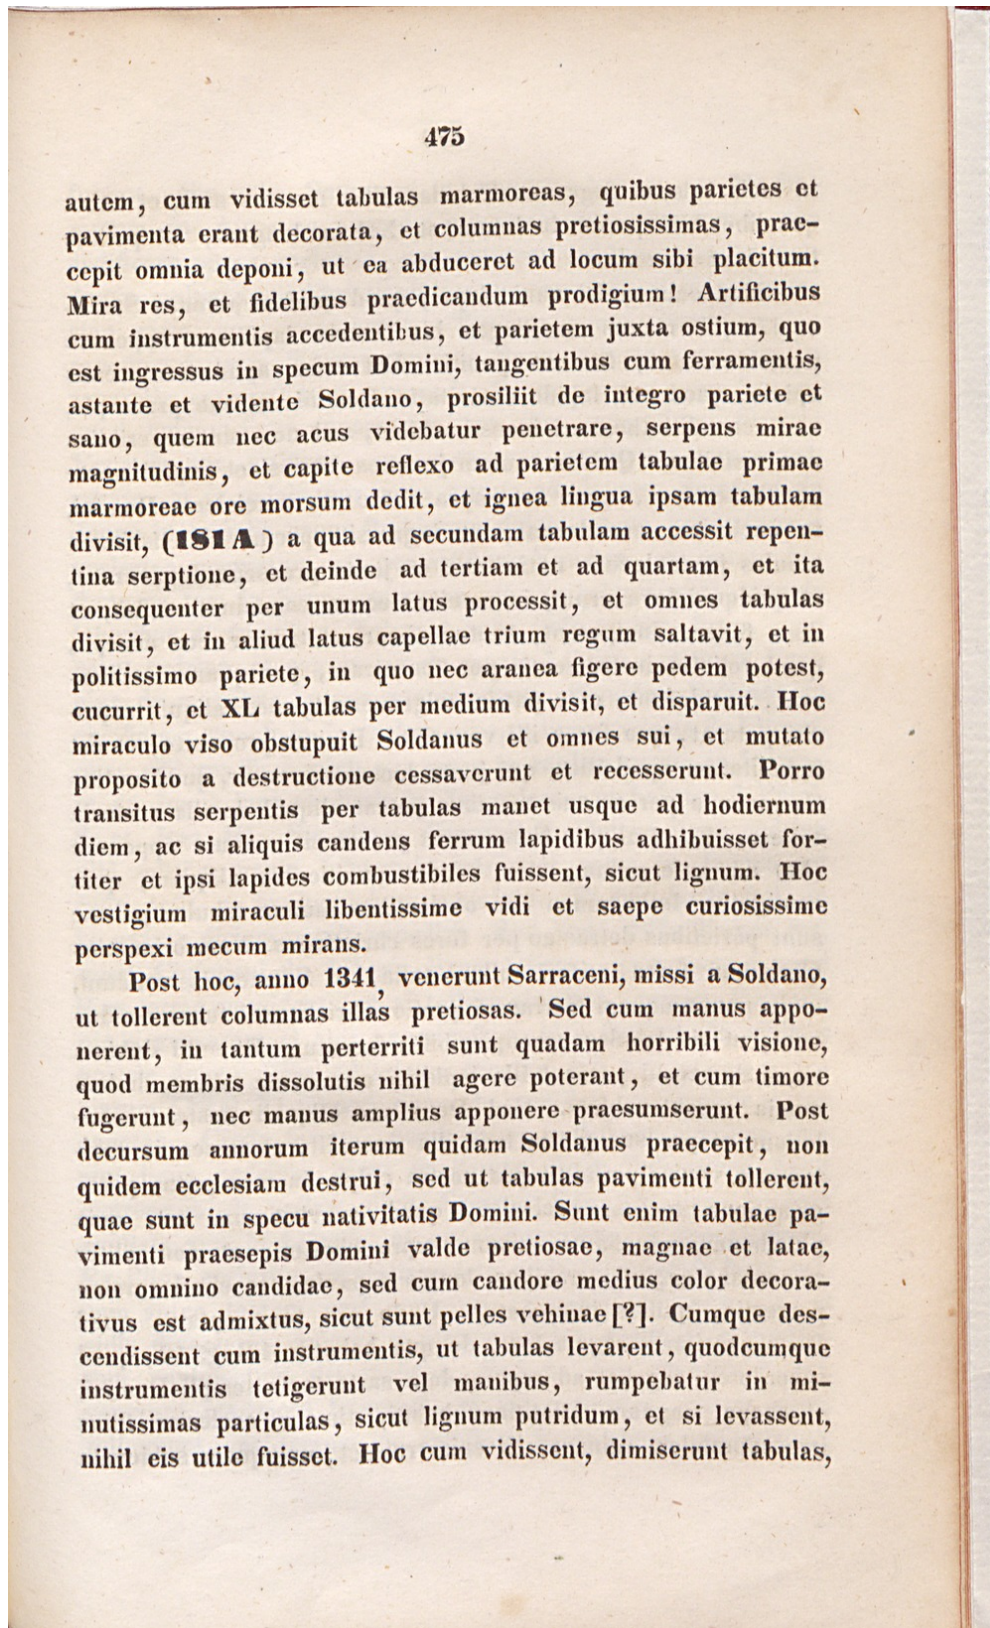 475
autem, cum vidisset tabulas marmoreas, quibus parietes et
pavimenta erant decorata, et columnas pretiosissimas, prae-
cepit omnia deponi, ut ea abduceret ad locum sibi placitum.
Mira res, et fidelibus praedicandum prodigium! Artificibus
cum instrumentis accedentibus, et parietem juxta ostium, quo
est ingressus in specum Domini, tangentibus cum ferramentis,
astante et vidente Soldano, prosiliit de integro pariete et
sano, quem nec acus videbatur penetrare, serpens mirae
magnitudinis, et capite reflexo ad parietem tabulae primae
marmoreae ore morsum dedit, et ignea lingua ipsam tabulam
divisit, (181 A) a qua ad secundam tabulam accessit repen-
tina serptione, et deinde ad tertiam et ad quartam, et ita
consequenter per unum latus processit, et omnes tabulas
divisit, et in aliud latus capellae trium regum saltavit, et in
politissimo pariete, in quo nec aranea figere pedem potest,
cucurrit, et XL tabulas per medium divisit, et disparuit. Hoc
miraculo viso obstupuit Soldanus et omnes sui, et mutato
proposito a destructione cessaverunt et recesserunt. Porro
transitus serpentis per tabulas manet usque ad hodiernum
diem, ac si aliquis candens ferrum lapidibus adhibuisset for-
titer et ipsi lapides combustibiles fuissent, sicut lignum. Hoc
vestigium miraculi libentissime vidi et saepe curiosissime
perspexi mecum mirans.
Post hoc, anno 1341, venerunt Sarraceni, missi a Soldano,
ut tollerent columnas illas pretiosas. Sed cum manus appo-
nerent, in tantum perterriti sunt quadam horribili visione,
quod membris dissolutis nihil agere poterant, et cum timore
fugerunt, nec manus amplius apponere praesumserunt. Post
decursum annorum iterum quidam Soldanus praecepit, non
quidem ecclesiam destrui, sed ut tabulas pavimenti tollerent,
quae sunt in specu nativitatis Domini. Sunt enim tabulae pa-
vimenti praesepis Domini valde pretiosae, magnae et latae,
non omnino candidae, sed cum candore medius color decora-
tivus est admixtus, sicut sunt pelles vehinae [?]. Cumque des-
cendissent cum instrumentis, ut tabulas levarent, quodcumque
instrumentis tetigerunt vel manibus, rumpebatur in mi-
nutissimas particulas, sicut lignum putridum, et si levassent,
nihil eis utile fuisset. Hoc cum vidissent, dimiserunt tabulas,